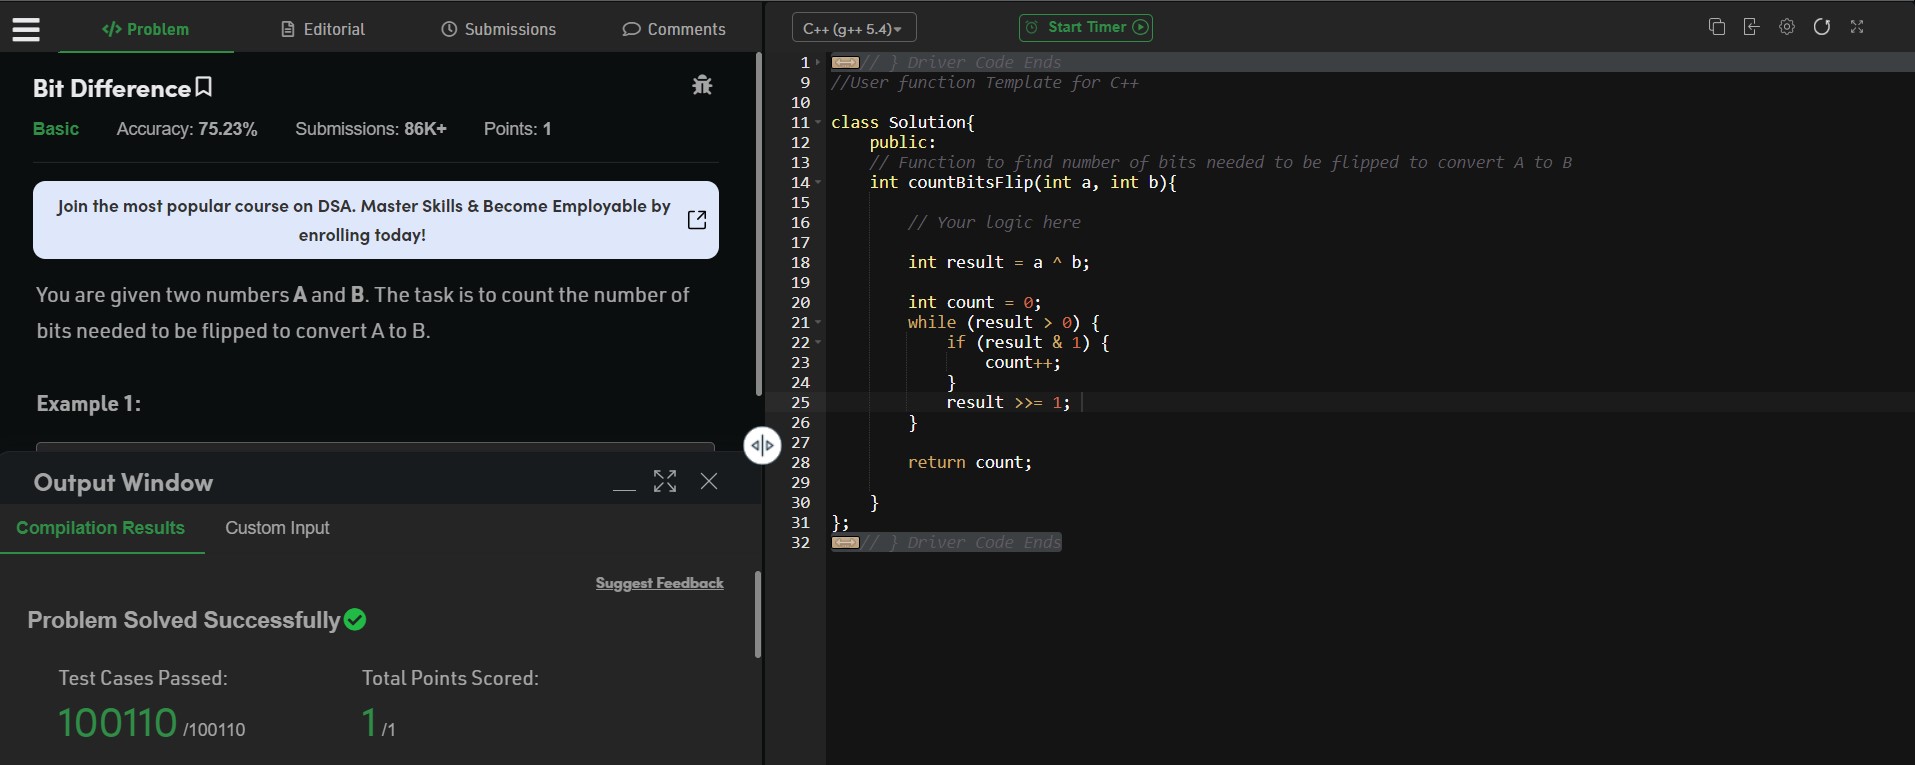 </> Problem
Editorial
Submissions
Comments
Bit Difference
Basic Accuracy: 75.23% Submissions: 86K+ Points: 1
Join the most popular course on DSA. Master Skills & Become Employable by
enrolling today!
You are given two numbers A and B. The task is to count the number of
bits needed to be flipped to convert A to B.
Example 1:
Output Window
Compilation Results Custom Input
Suggest Feedback
Problem Solved Successfully
Test Cases Passed: Total Points Scored:
100110 /100110 1 /1
C++ (g++ 5.4)
Start Timer
1 // } Driver Code Ends
9 //User function Template for C++
10
11 class Solution{
12 public:
13 // Function to find number of bits needed to be flipped to convert A to B
14 int countBitsFlip(int a, int b){
15
16 // Your logic here
17
18 int result = a ^ b;
19
20 int count = 0;
21 while (result > 0) {
22 if (result & 1) {
23 count++;
24 }
25 result >>= 1;
26 }
27
28 return count;
29
30 }
31 };
32 // } Driver Code Ends